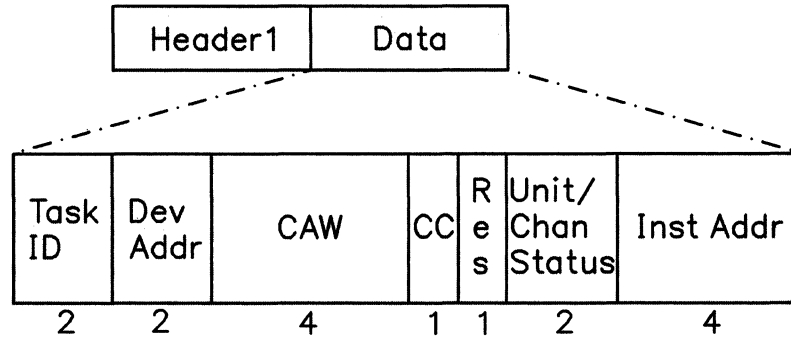 Header1 Data
Task ID
Dev Addr
CAW
CC
Res
Unit/
Chan
Status
Inst Addr
2 2 4 1 1 2 4